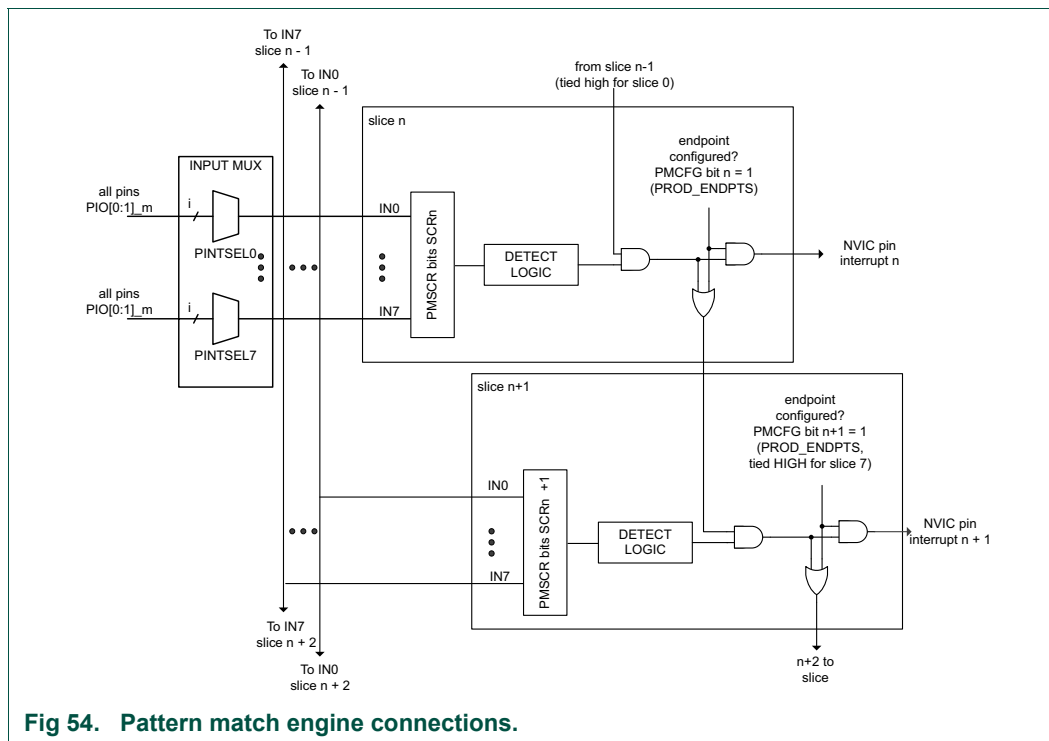 To IN7
slice n - 1
To IN0
slice n - 1
from slice n-1
(tied high for slice 0)
slice n
endpoint
configured?
PMCFG bit n = 1
(PROD_ENDPTS)
INPUT MUX
all pins
PIO[0:1]_m
i
PINTSEL0
IN0
PMSCR bits SCRn
DETECT
LOGIC
NVIC pin
interrupt n
all pins
PIO[0:1]_m
i
PINTSEL7
IN7
slice n+1
endpoint
configured?
PMCFG bit n+1 = 1
(PROD_ENDPTS,
tied HIGH for slice 7)
IN0
PMSCR bits SCRn +1
DETECT
LOGIC
NVIC pin
interrupt n + 1
IN7
To IN7
slice n + 2
To IN0
slice n + 2
n+2 to
slice
Fig 54. Pattern match engine connections.